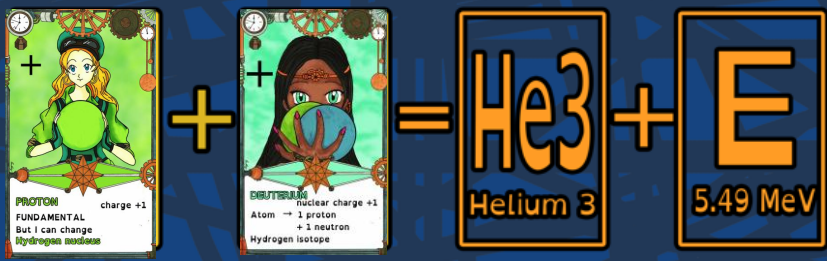 +
PROTON charge +1
FUNDAMENTAL
But I can change
Hydrogen nucleus
+
+
DEUTERIUM
nuclear charge +1
Atom → 1 proton
+ 1 neutron
Hydrogen isotope
=
He3
Helium 3
+
E
5.49 MeV